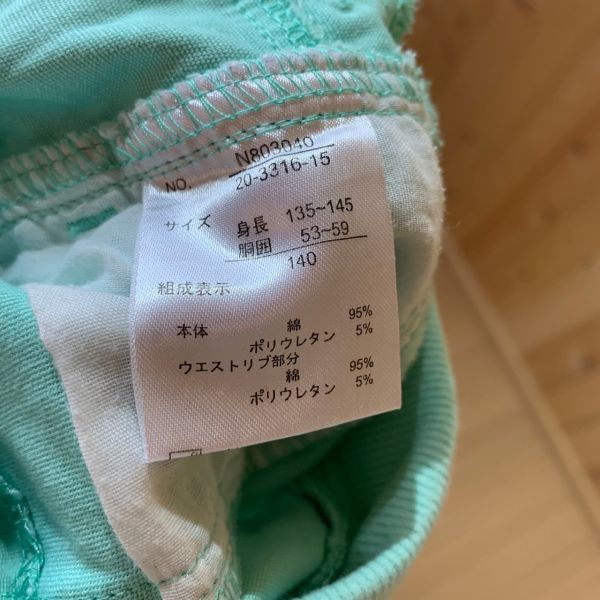 N803040
NO. 20-3316-15
サイズ 身長 135~145
胴囲 53~59
140
組成表示
本体 綿 95%
ポリウレタン 5%
ウエストリブ部分
綿 95%
ポリウレタン 5%